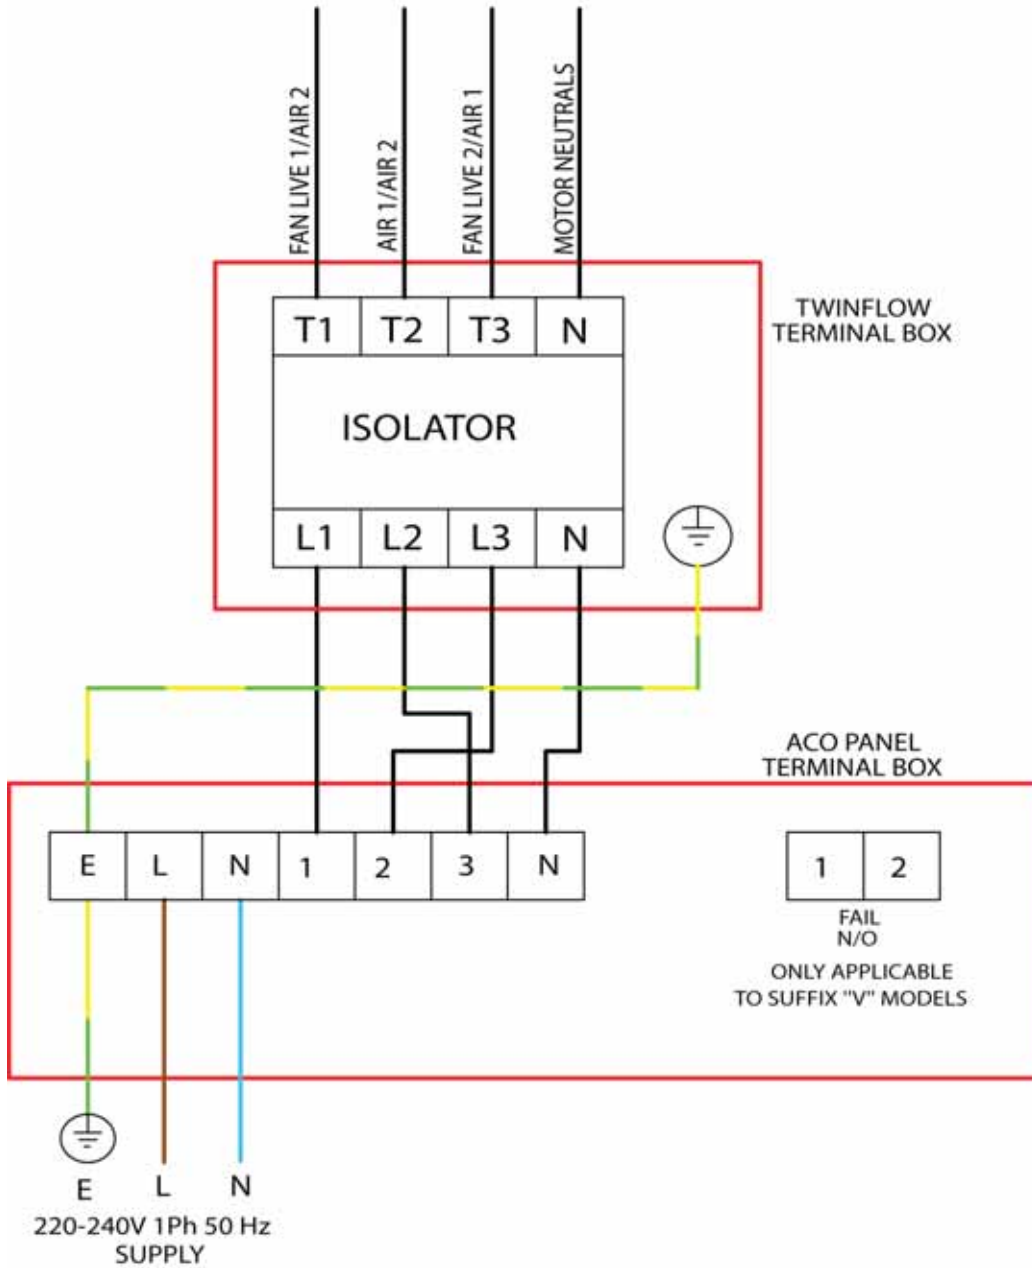 FAN LIVE 1/AIR 2
AIR 1/AIR 2
FAN LIVE 2/AIR 1
MOTOR NEUTRALS
T1 T2 T3 N
TWINFLOW
TERMINAL BOX
ISOLATOR
L1 L2 L3 N
ACO PANEL
TERMINAL BOX
E L N 1 2 3 N
1 2
FAIL
N/O
ONLY APPLICABLE
TO SUFFIX "V" MODELS
E L N
220-240V 1Ph 50 Hz
SUPPLY